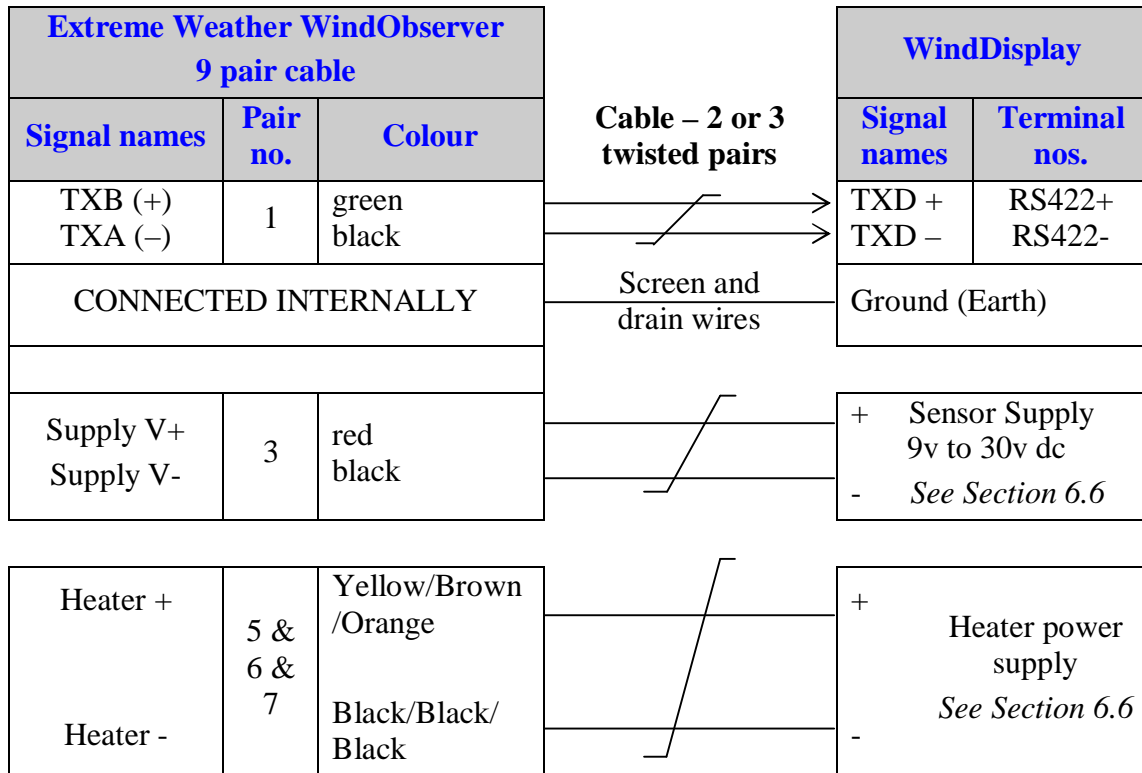 Extreme Weather WindObserver
9 pair cable
WindDisplay
Signal names
Pair
no.
Colour
Cable – 2 or 3
twisted pairs
Signal
names
Terminal
nos.
TXB (+)
TXA (–)
1
green
black
TXD +
TXD –
RS422+
RS422-
CONNECTED INTERNALLY
Screen and
drain wires
Ground (Earth)
Supply V+
Supply V-
3
red
black
+ Sensor Supply
9v to 30v dc
- See Section 6.6
Heater +
Heater -
5 &
6 &
7
Yellow/Brown
/Orange
Black/Black/
Black
+
Heater power
supply
See Section 6.6
-